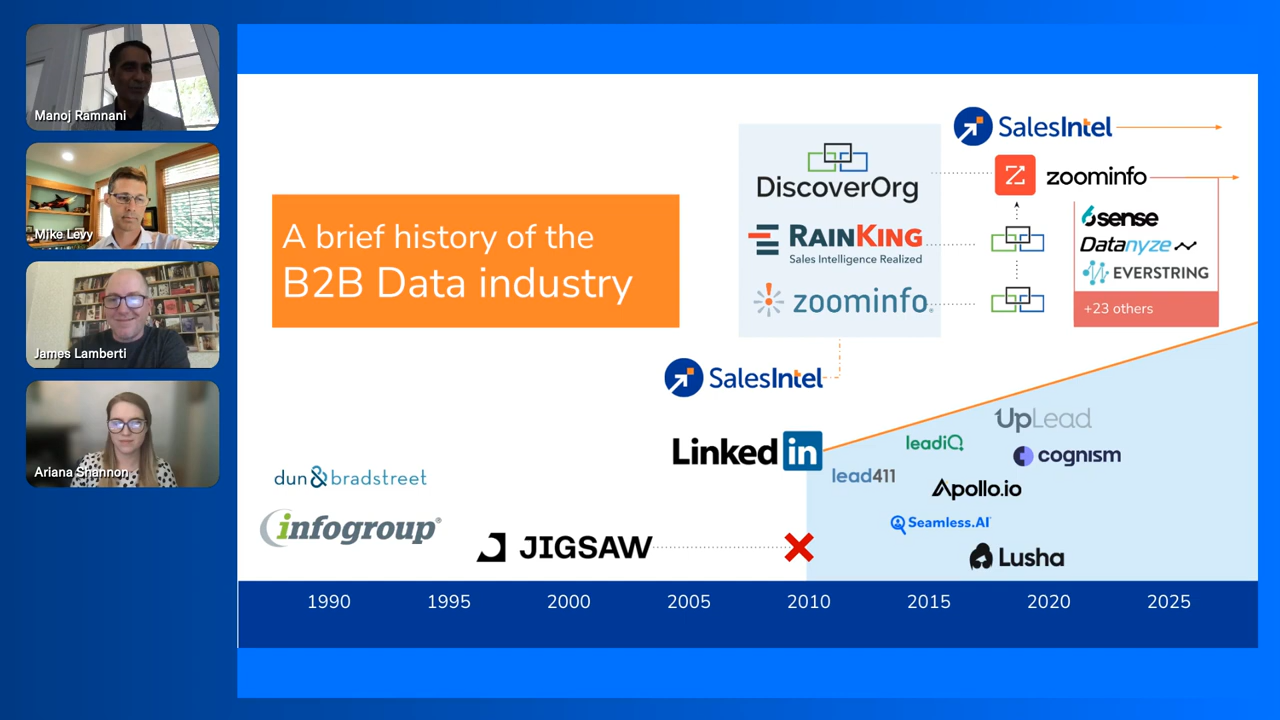 Manoj Ramnani
Mike Levy
James Lamberti
Ariana Shannon
A brief history of the
B2B Data industry
DiscoverOrg
RAINKING
Sales Intelligence Realized
zoominfo®
SalesIntel
zoominfo
6sense
Datanyze
EVERSTRING
+23 others
SalesIntel
LinkedIn
UpLead
leadiQ
cognism
lead411
Apollo.io
Seamless.AI
Lusha
dun&bradstreet
infogroup®
JIGSAW
1990 1995 2000 2005 2010 2015 2020 2025